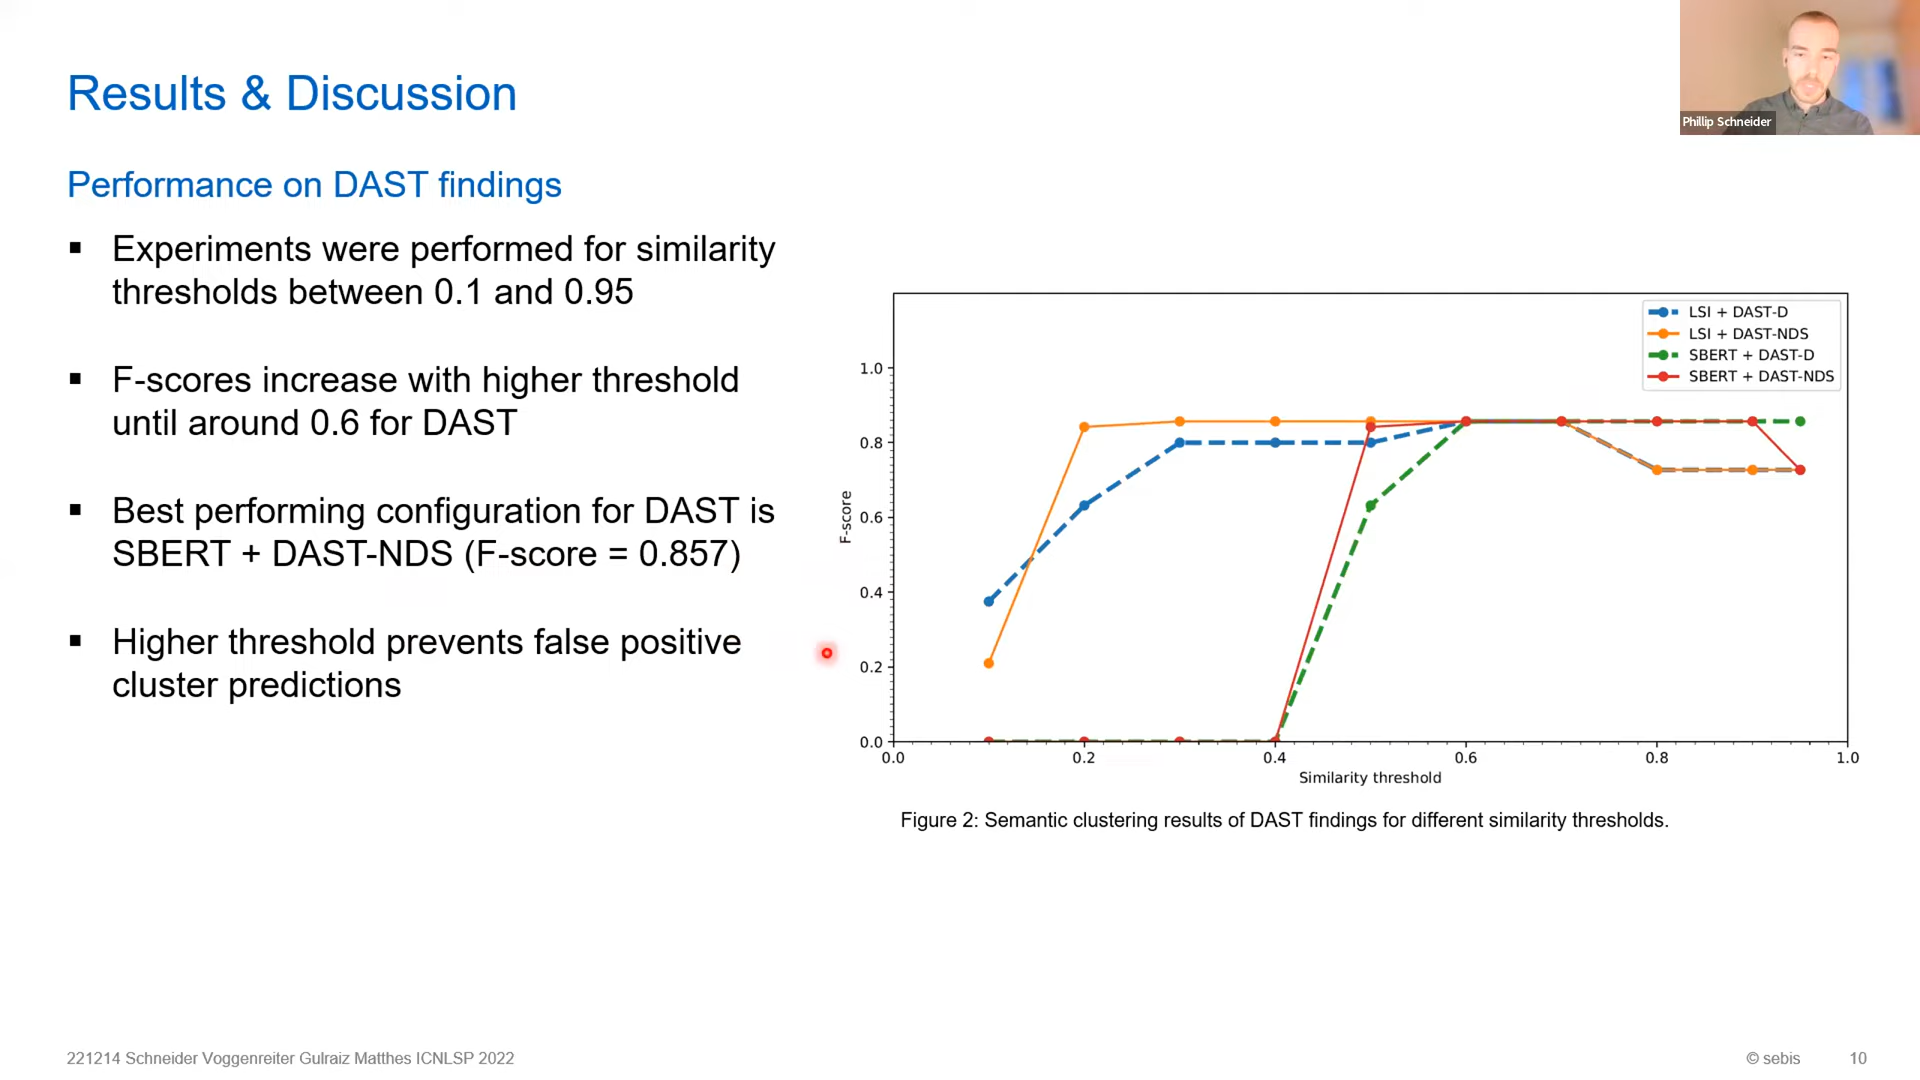 Phillip Schneider
Results & Discussion
Performance on DAST findings
▪ Experiments were performed for similarity
thresholds between 0.1 and 0.95
▪ F-scores increase with higher threshold
until around 0.6 for DAST
▪ Best performing configuration for DAST is
SBERT + DAST-NDS (F-score = 0.857)
▪ Higher threshold prevents false positive
cluster predictions
LSI + DAST-D
LSI + DAST-NDS
SBERT + DAST-D
SBERT + DAST-NDS
1.0
0.8
0.6
0.4
0.2
0.0
F-score
0.0 0.2 0.4 0.6 0.8 1.0
Similarity threshold
Figure 2: Semantic clustering results of DAST findings for different similarity thresholds.
221214 Schneider Voggenreiter Gulraiz Matthes ICNLSP 2022
© sebis 10